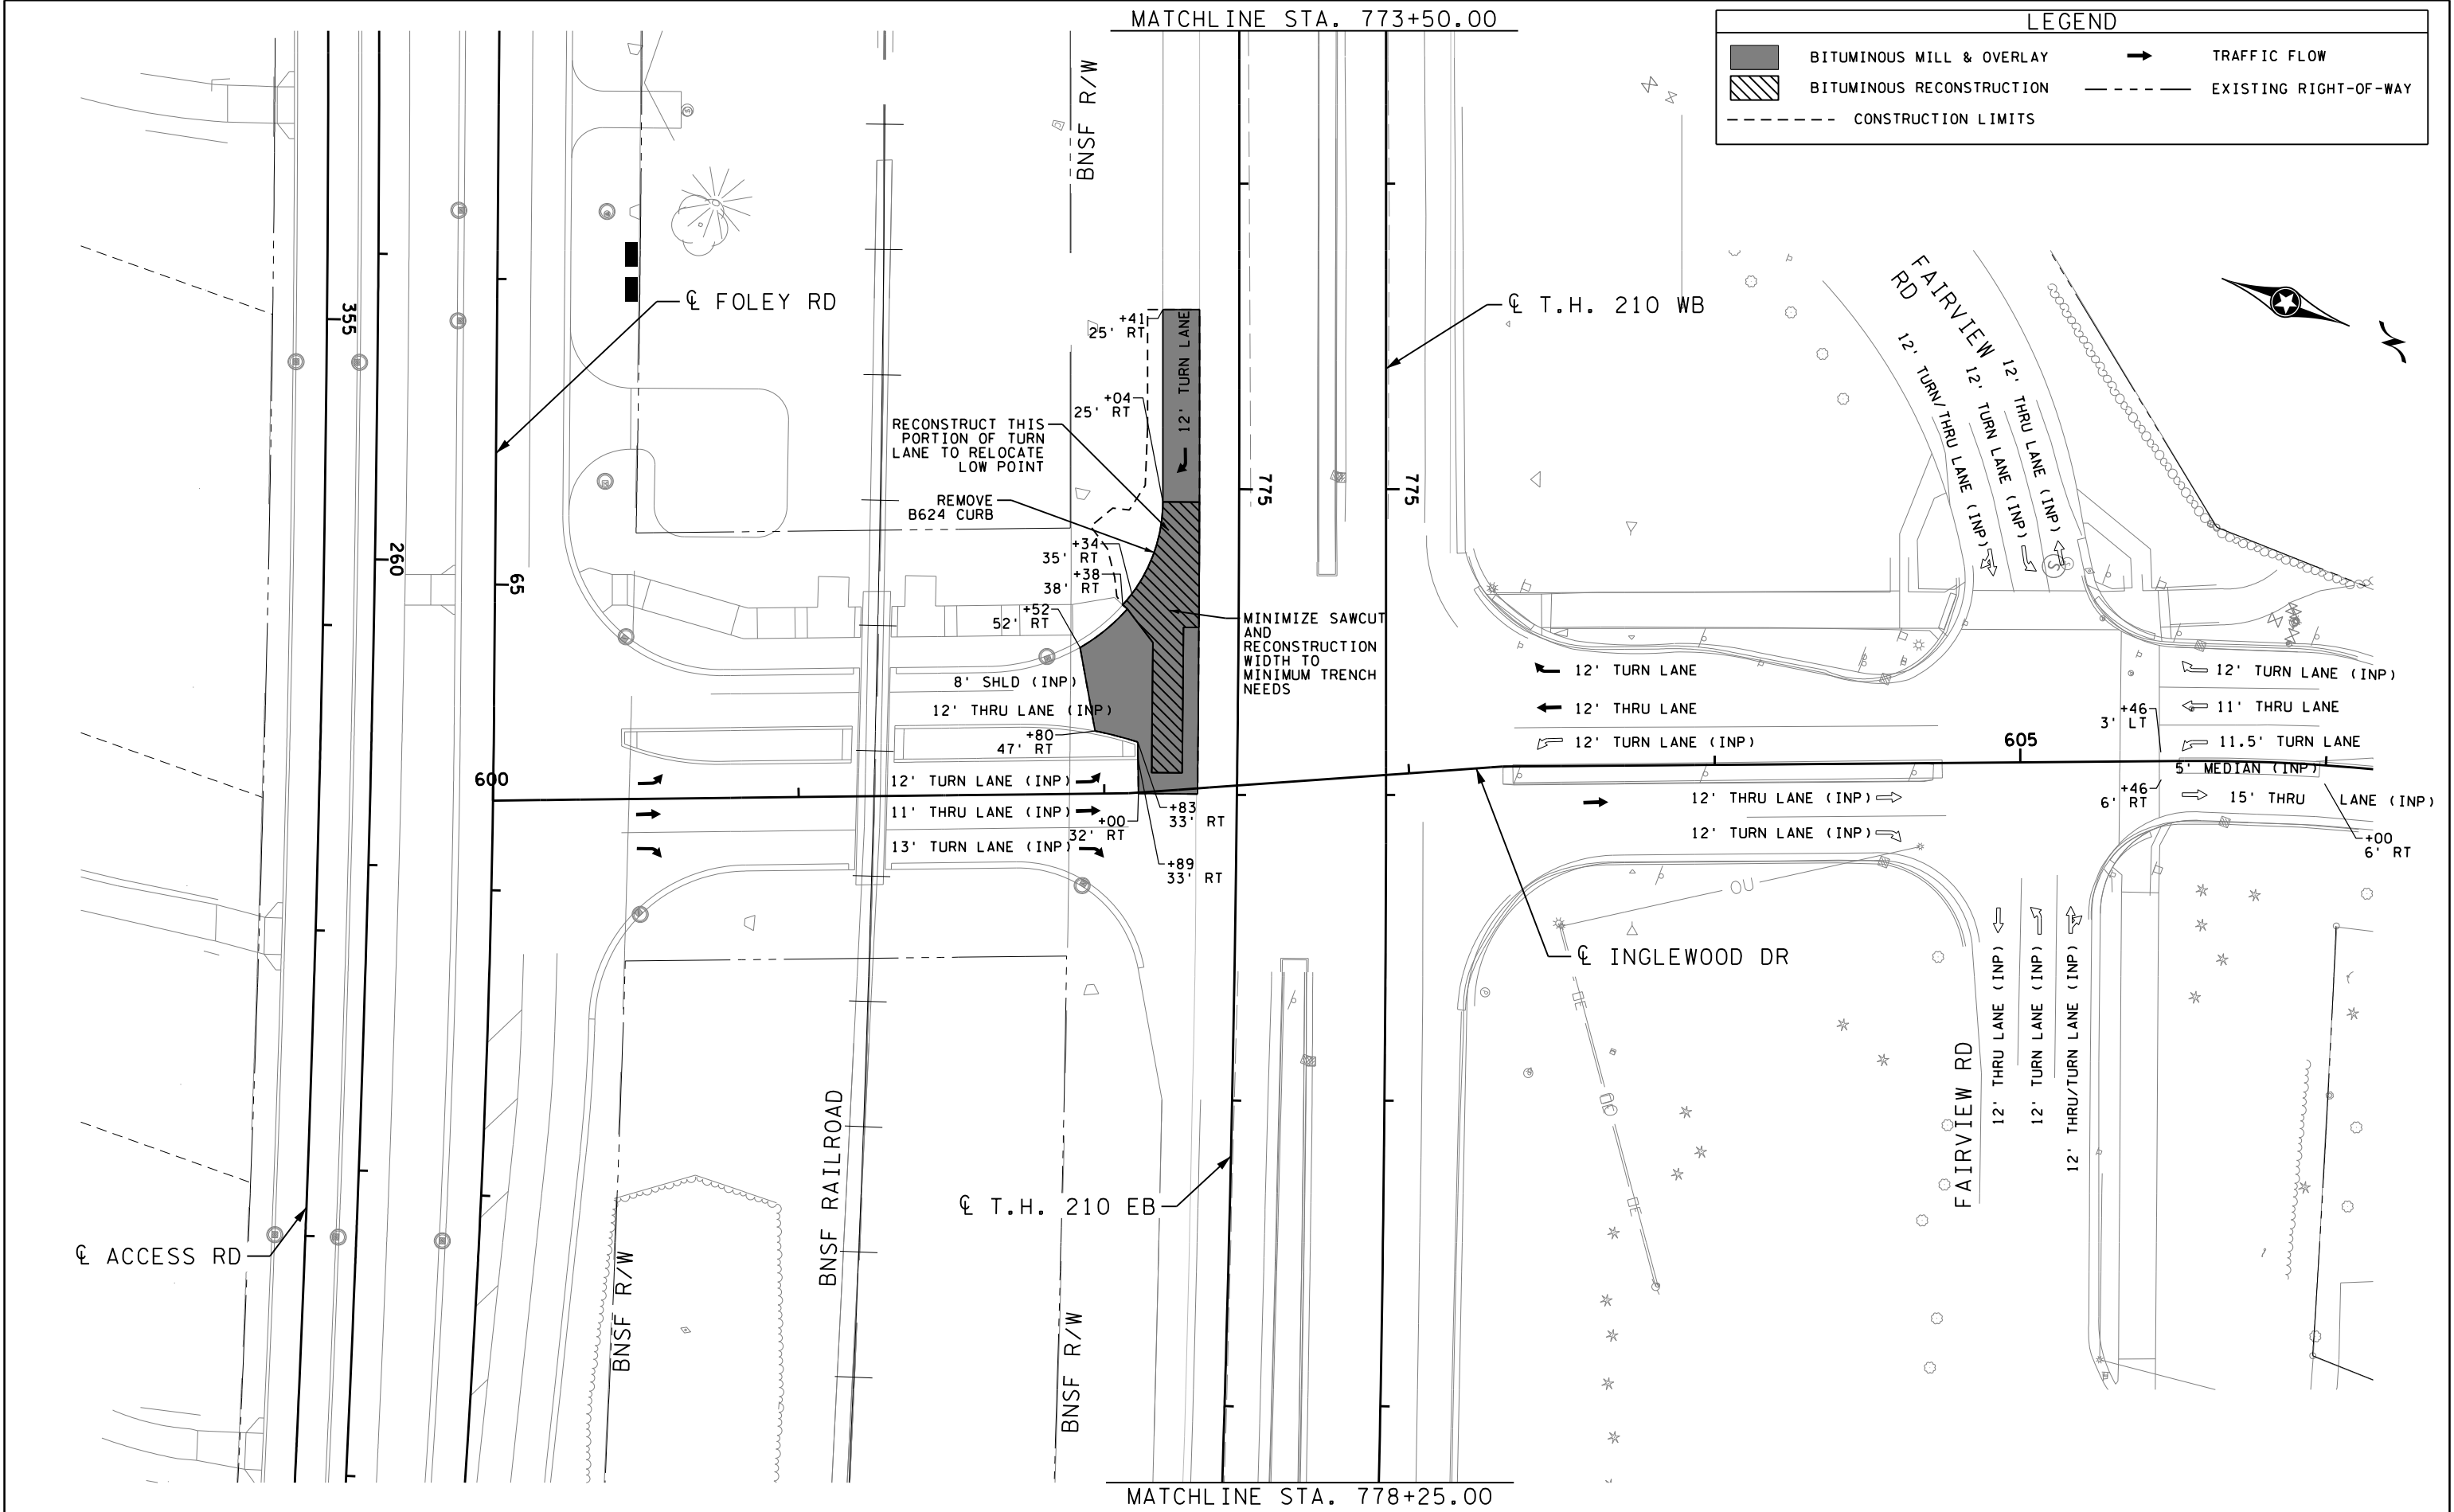 MATCHLINE STA. 773+50.00
LEGEND
BITUMINOUS MILL & OVERLAY
TRAFFIC FLOW
BITUMINOUS RECONSTRUCTION
EXISTING RIGHT-OF-WAY
CONSTRUCTION LIMITS
BNSF R/W
℄ FOLEY RD
355
260
65
600
+41
25' RT
12' TURN LANE
+04
25' RT
RECONSTRUCT THIS
PORTION OF TURN
LANE TO RELOCATE
LOW POINT
REMOVE
B624 CURB
+34
35' RT
+38
38' RT
+52
52' RT
8' SHLD (INP)
12' THRU LANE (INP)
+80
47' RT
12' TURN LANE (INP)
11' THRU LANE (INP)
13' TURN LANE (INP)
+00
32' RT
+83
33' RT
+89
33' RT
MINIMIZE SAWCUT
AND
RECONSTRUCTION
WIDTH TO
MINIMUM TRENCH
NEEDS
775
775
℄ T.H. 210 WB
FAIRVIEW
RD
12' TURN/THRU LANE (INP)
12' TURN LANE (INP)
12' THRU LANE (INP)
S
S
N
12' TURN LANE
12' THRU LANE
12' TURN LANE (INP)
605
12' THRU LANE (INP)
12' TURN LANE (INP)
12' TURN LANE (INP)
11' THRU LANE
11.5' TURN LANE
5' MEDIAN (INP)
15' THRU LANE (INP)
+46
3' LT
+46
6' RT
+00
6' RT
OU
℄ INGLEWOOD DR
FAIRVIEW RD
12' THRU LANE (INP)
12' TURN LANE (INP)
12' THRU/TURN LANE (INP)
℄ T.H. 210 EB
℄ ACCESS RD
BNSF R/W
BNSF RAILROAD
BNSF R/W
MATCHLINE STA. 778+25.00